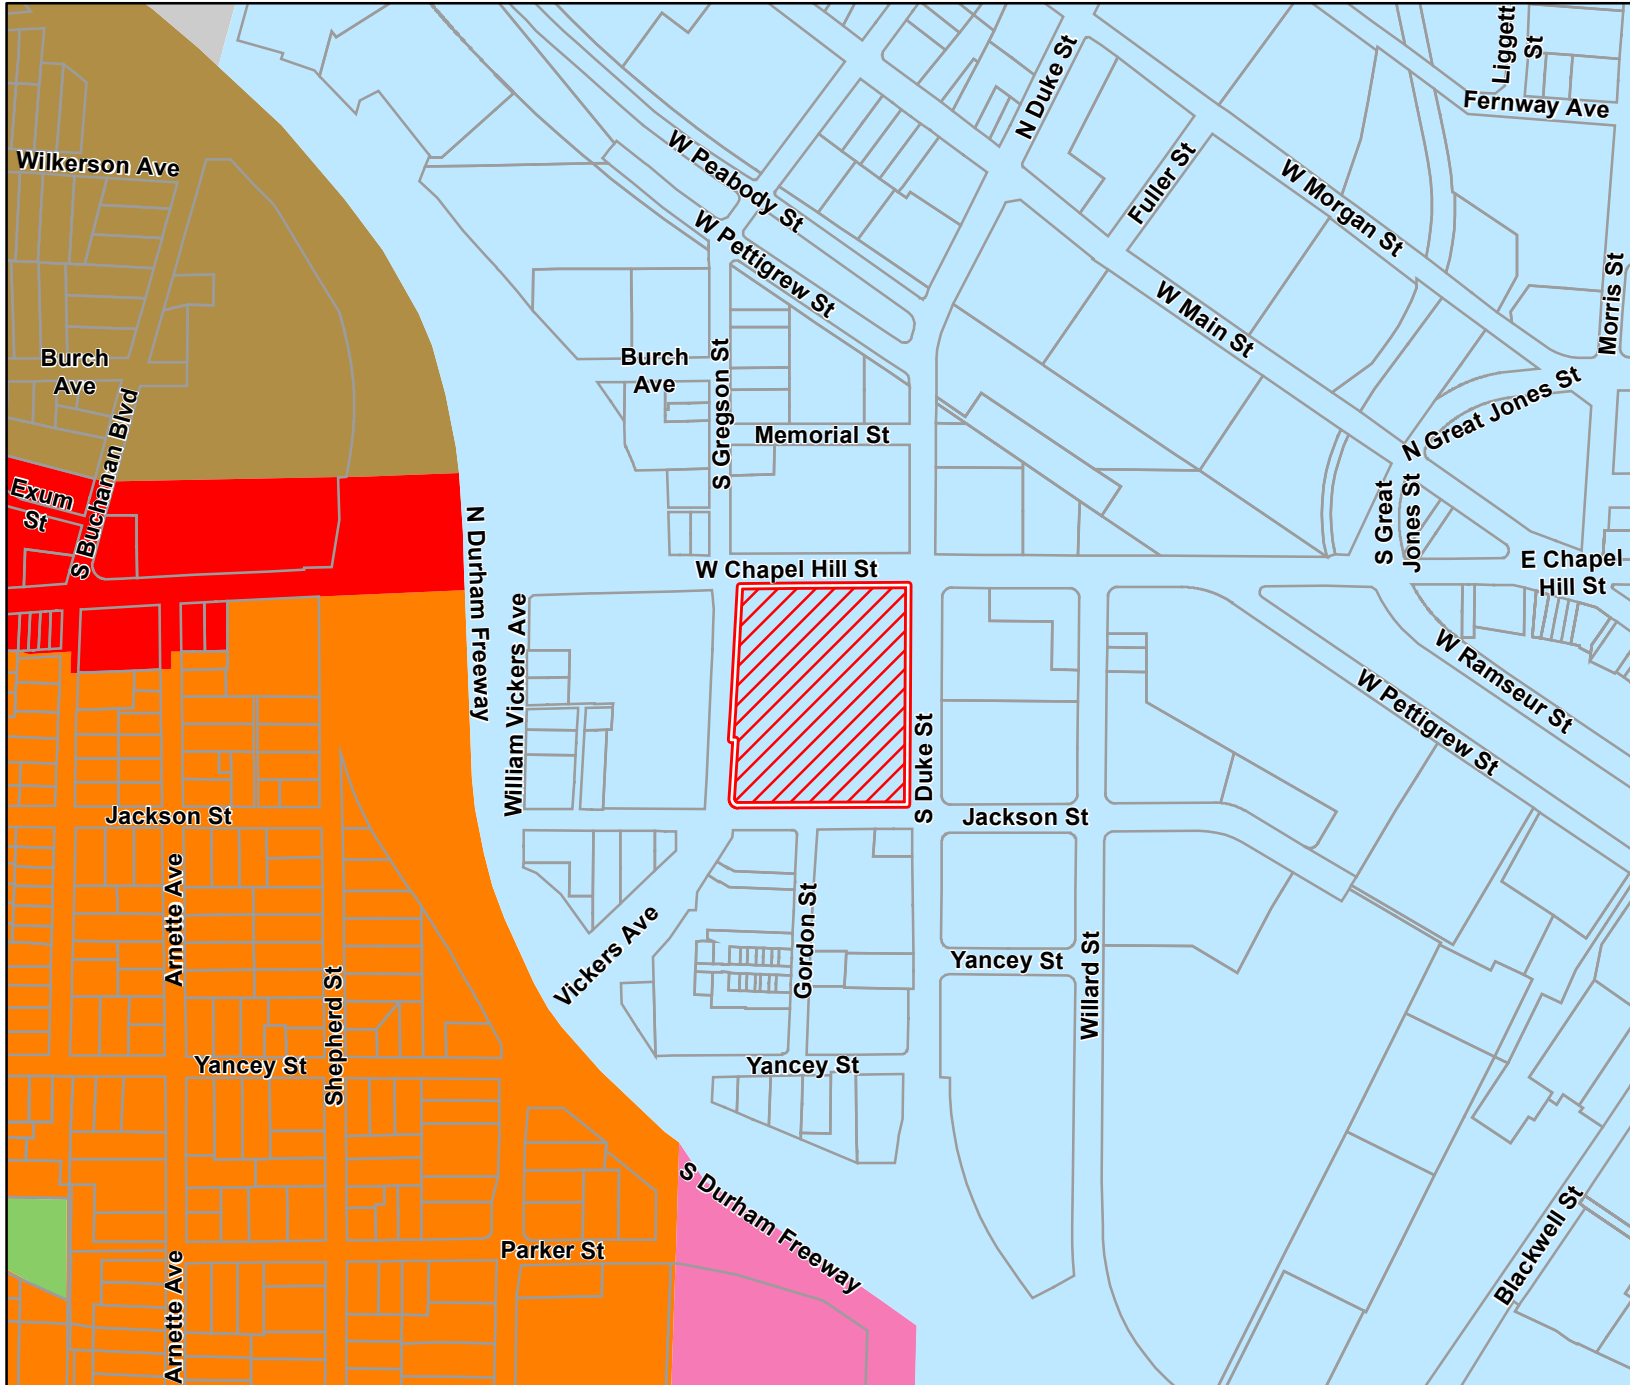 Liggett
St
N Duke St
Fernway Ave
W Peabody St
Fuller St
Wilkerson Ave
W Morgan St
W Pettigrew St
Morris St
W Main St
Burch
Ave
Burch
Ave
S Gregson St
N Great Jones St
S Buchanan Blvd
Memorial St
Exum
St
S Great
Jones St
N Durham Freeway
W Chapel Hill St
E Chapel
Hill St
William Vickers Ave
W Ramseur St
W Pettigrew St
S Duke St
Jackson St
Jackson St
Arnette Ave
Gordon St
Vickers Ave
Yancey St
Willard St
Shepherd St
Yancey St
Yancey St
S Durham Freeway
Blackwell St
Parker St
Arnette Ave